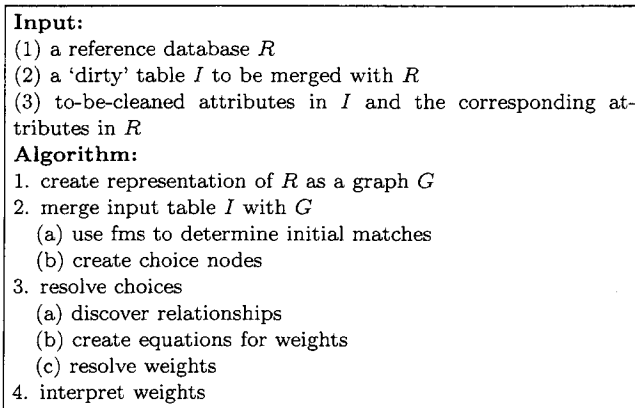 Input:
(1) a reference database R
(2) a ‘dirty’ table I to be merged with R
(3) to-be-cleaned attributes in I and the corresponding at-
tributes in R
Algorithm:
1. create representation of R as a graph G
2. merge input table I with G
(a) use fms to determine initial matches
(b) create choice nodes
3. resolve choices
(a) discover relationships
(b) create equations for weights
(c) resolve weights
4. interpret weights